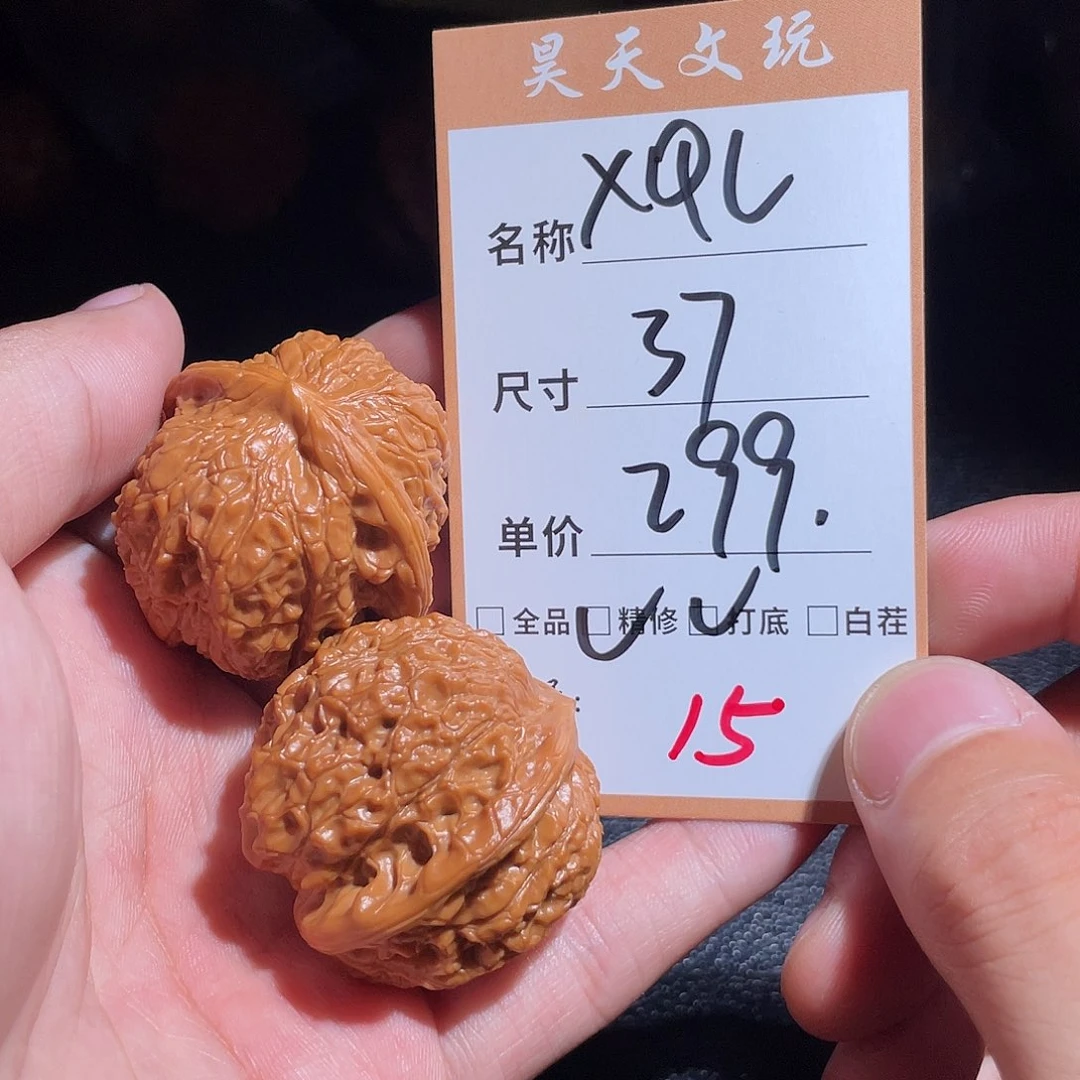 昊天文玩
名称 XQL
尺寸 37
单价 299.
□全品 □精修 □打底 □白茬
15